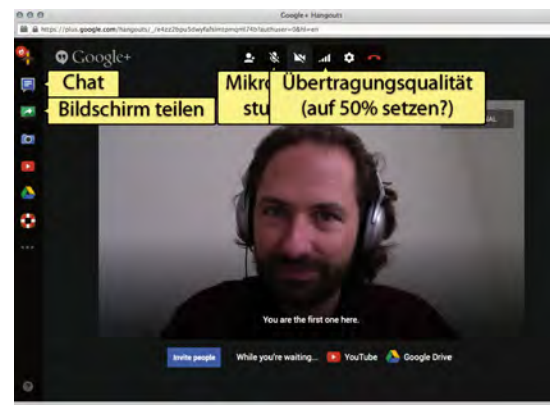 Google+ Hangouts
Google+
Chat
Bildschirm teilen
Mikro
stu
Übertragungsqualität
(auf 50% setzen?)
You are the first one here.
Invite people
While you're waiting...
YouTube
Google Drive